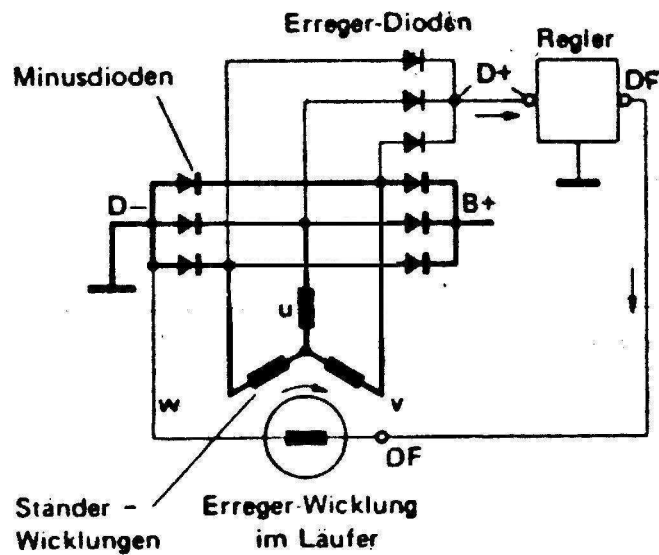 Erreger-Dioden
Regler
Minusdioden
D+
DF
D-
B+
u
w
v
DF
Ständer -
Wicklungen
Erreger-Wicklung
im Läufer